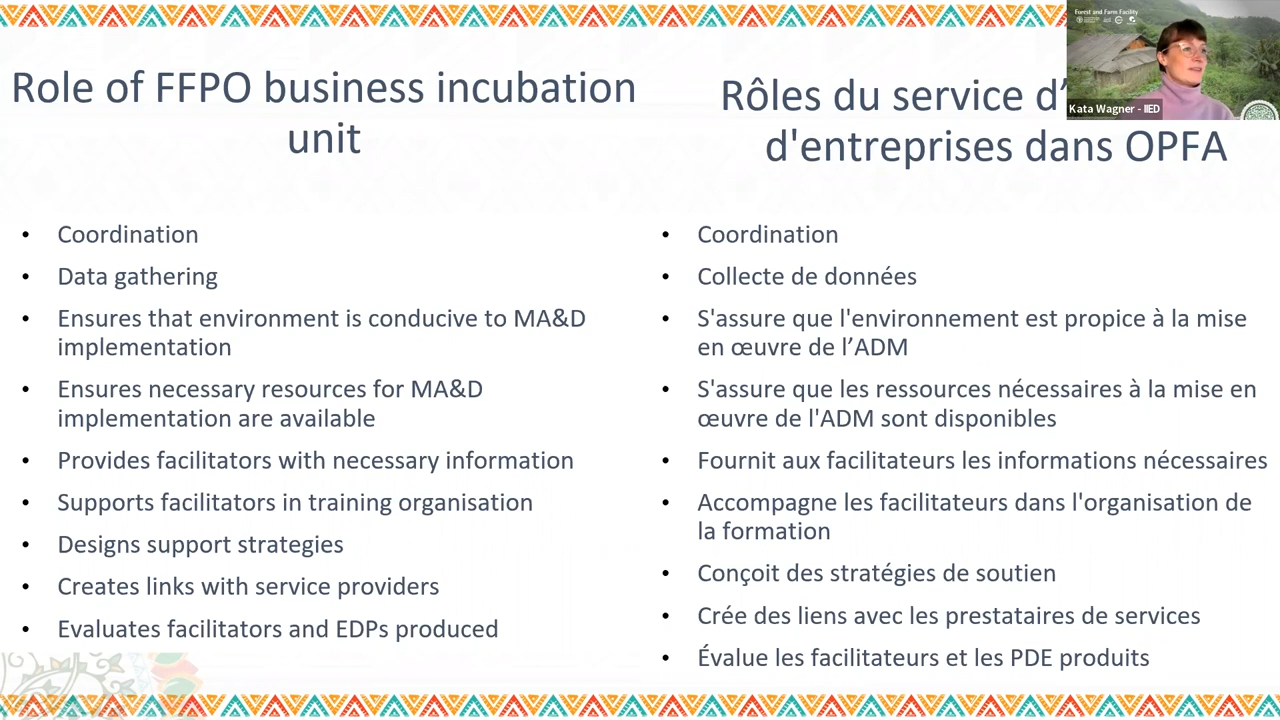 Role of FFPO business incubation
unit
Coordination
Data gathering
Ensures that environment is conducive to MA&D
implementation
Ensures necessary resources for MA&D
implementation are available
Provides facilitators with necessary information
Supports facilitators in training organisation
Designs support strategies
Creates links with service providers
Evaluates facilitators and EDPs produced
Rôles du service d’
d'entreprises dans OPFA
Coordination
Collecte de données
S'assure que l'environnement est propice à la mise
en œuvre de l’ADM
S'assure que les ressources nécessaires à la mise en
œuvre de l'ADM sont disponibles
Fournit aux facilitateurs les informations nécessaires
Accompagne les facilitateurs dans l'organisation de
la formation
Conçoit des stratégies de soutien
Crée des liens avec les prestataires de services
Évalue les facilitateurs et les PDE produits
Forest and Farm Facility
Kata Wagner - IIED